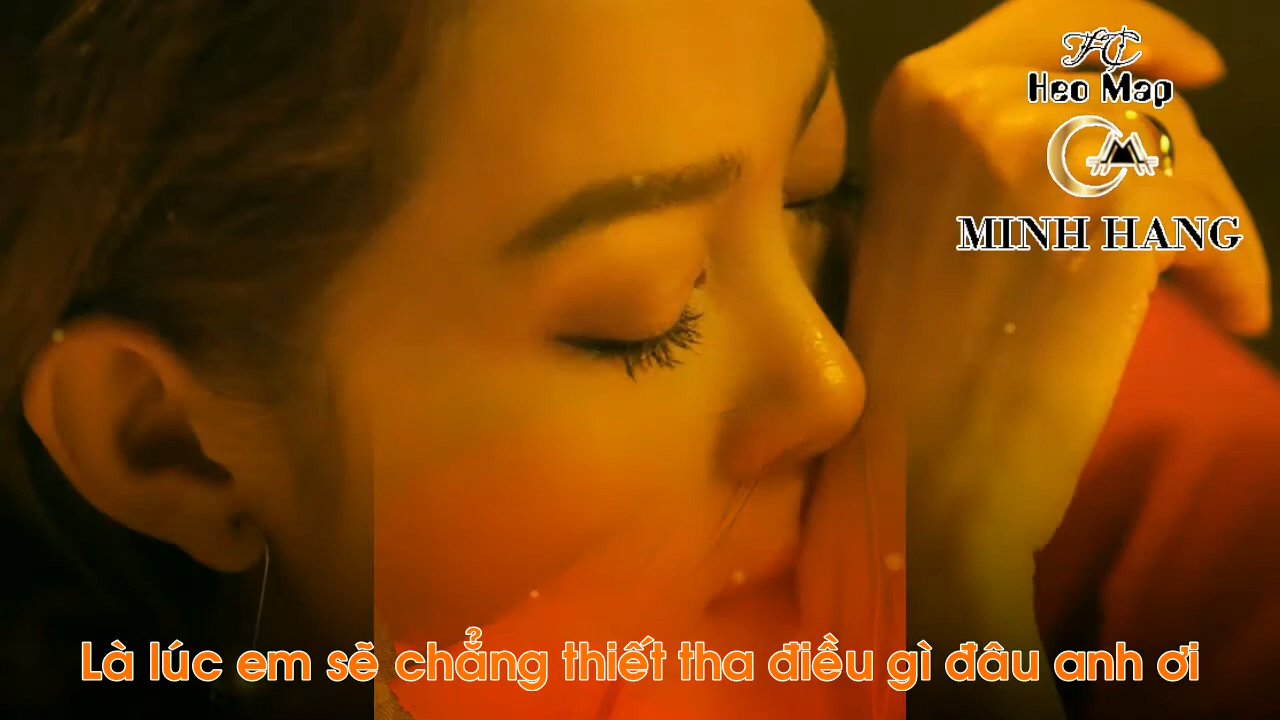 FC
Heo Map
MINH HANG
Là lúc em sẽ chẳng thiết tha điều gì đâu anh ơi